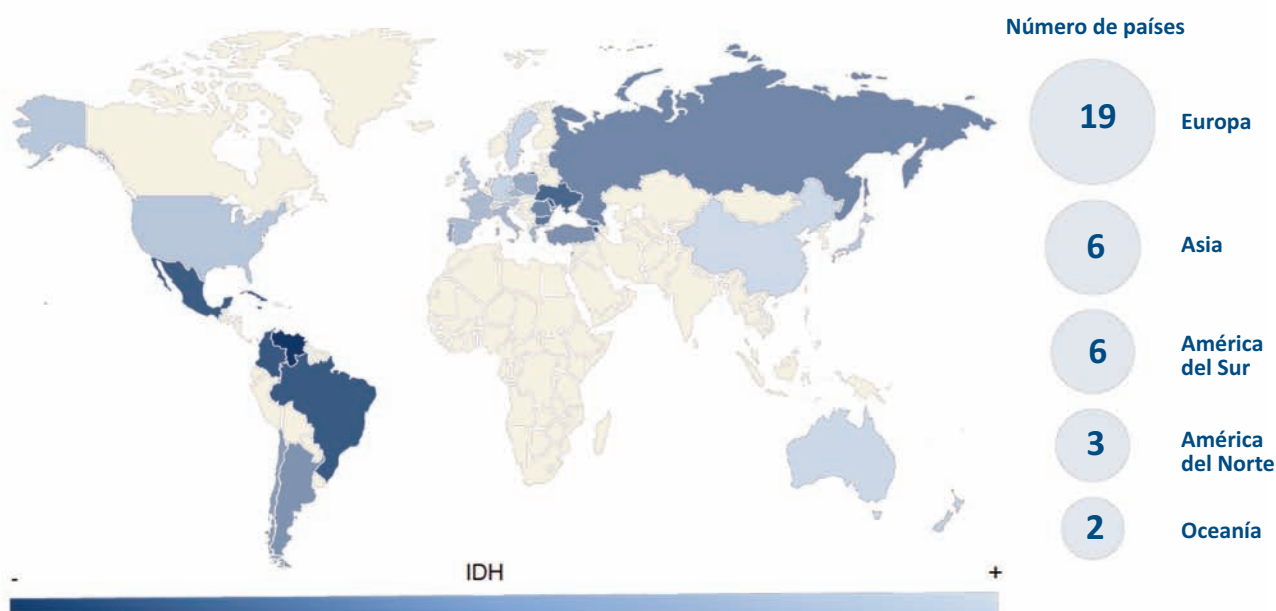 Número de países
19
Europa
6
Asia
6
América
del Sur
3
América
del Norte
2
Oceanía
-
IDH
+